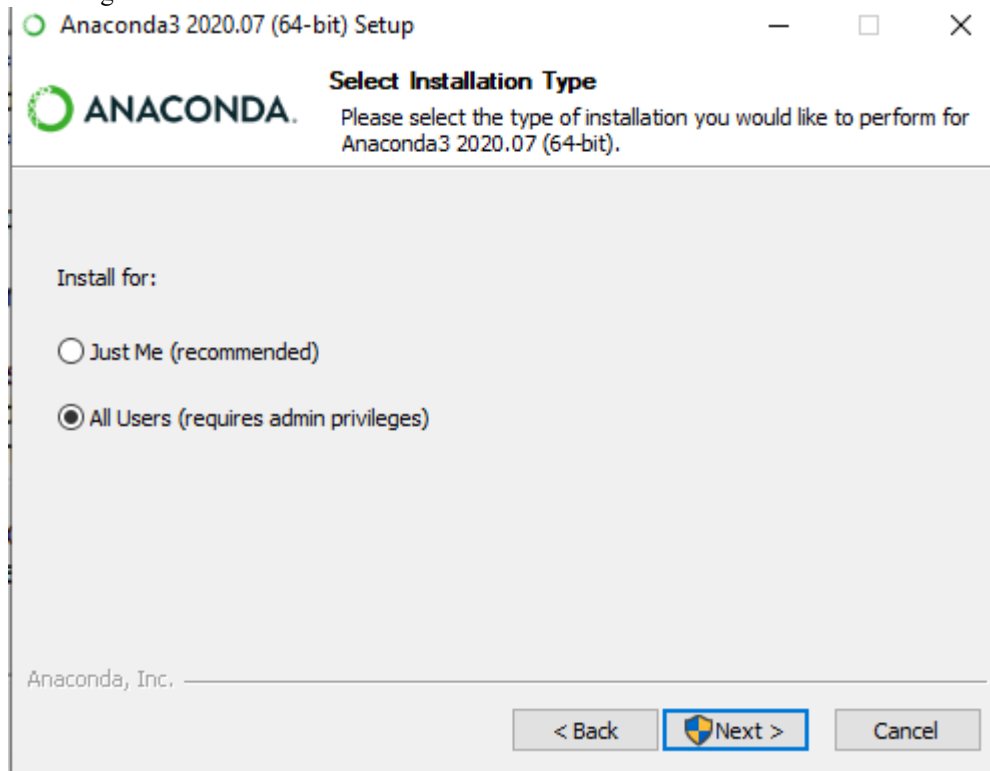 Anaconda3 2020.07 (64-bit) Setup
ANACONDA.
Select Installation Type
Please select the type of installation you would like to perform for
Anaconda3 2020.07 (64-bit).
Install for:
Just Me (recommended)
All Users (requires admin privileges)
Anaconda, Inc.
< Back
Next >
Cancel